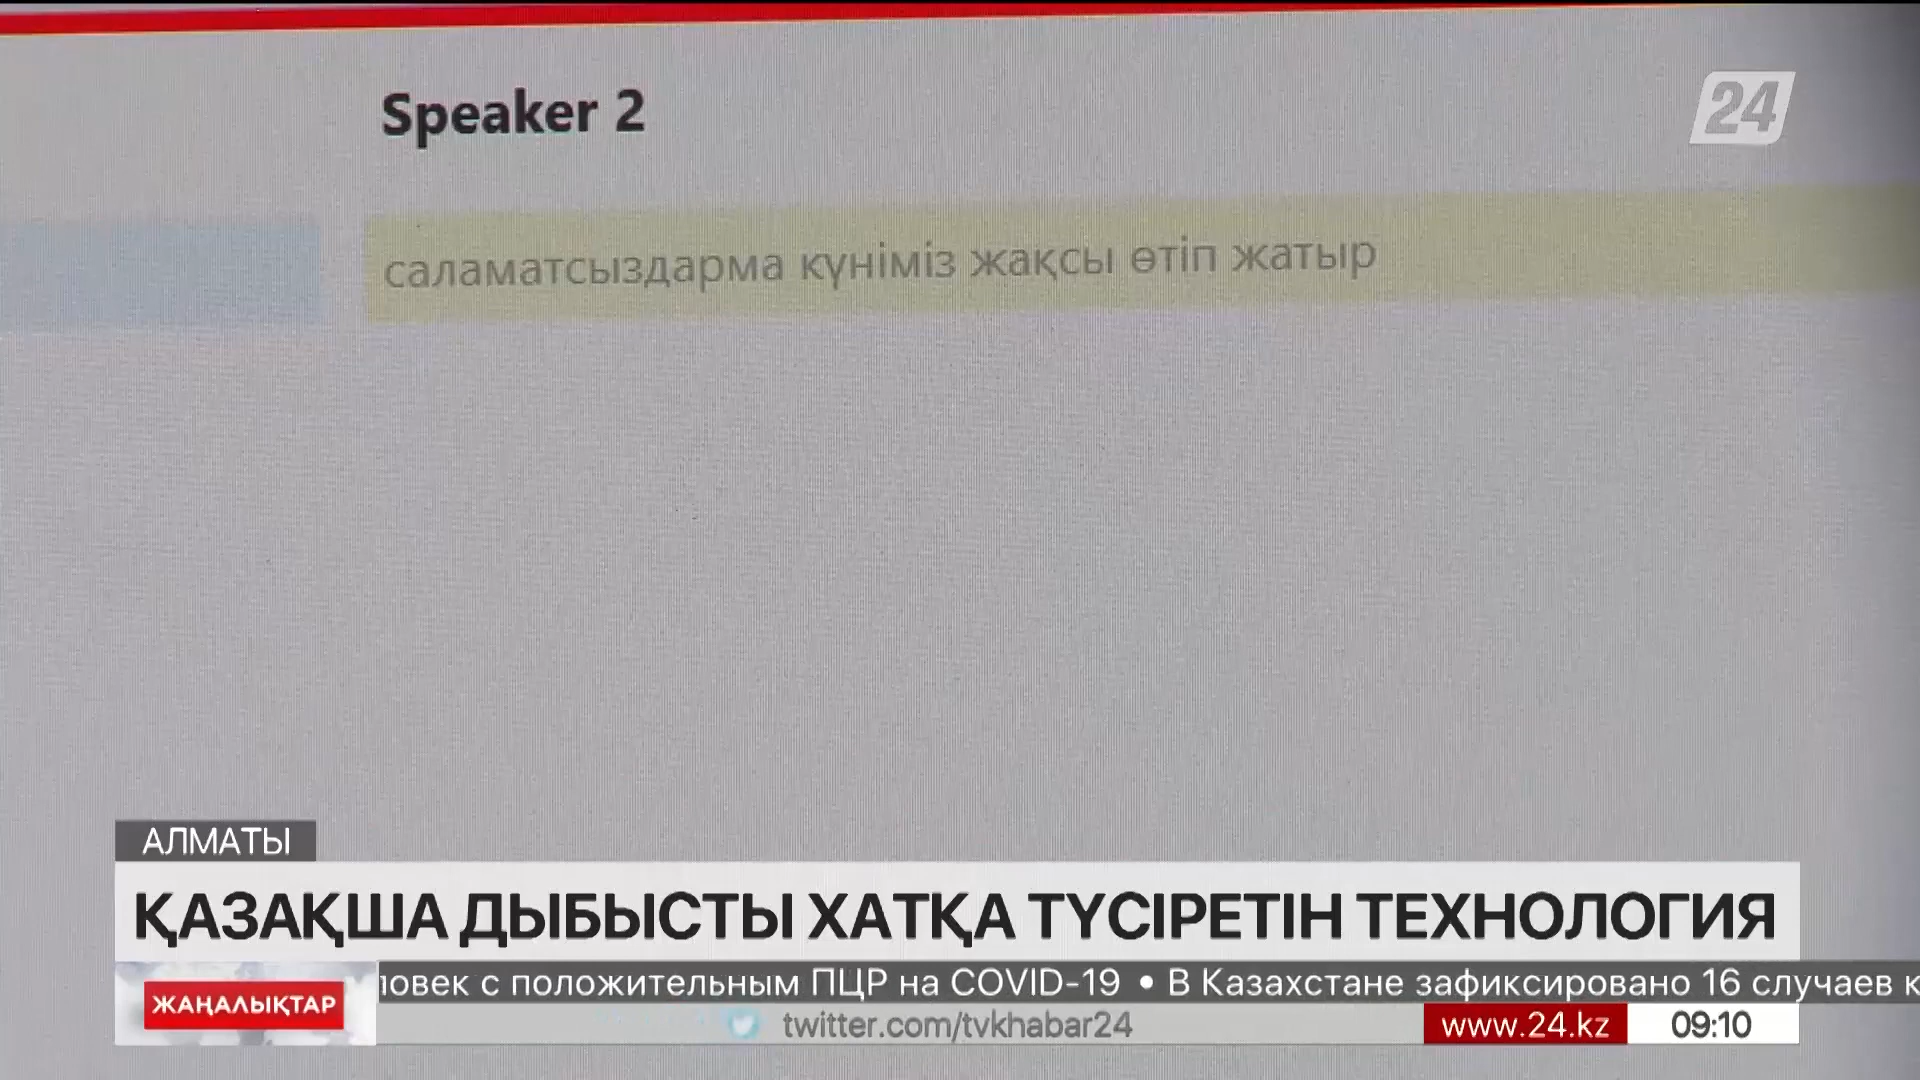 Speaker 2
24
саламатсыздарма күніміз жақсы өтіп жатыр
АЛМАТЫ
ҚАЗАҚША ДЫБЫСТЫ ХАТҚА ТҮСІРЕТІН ТЕХНОЛОГИЯ
ловек с положительным ПЦР на COVID-19 • В Казахстане зафиксировано 16 случаев к
ЖАҢАЛЫҚТАР
twitter.com/tvkhabar24
www.24.kz
09:10